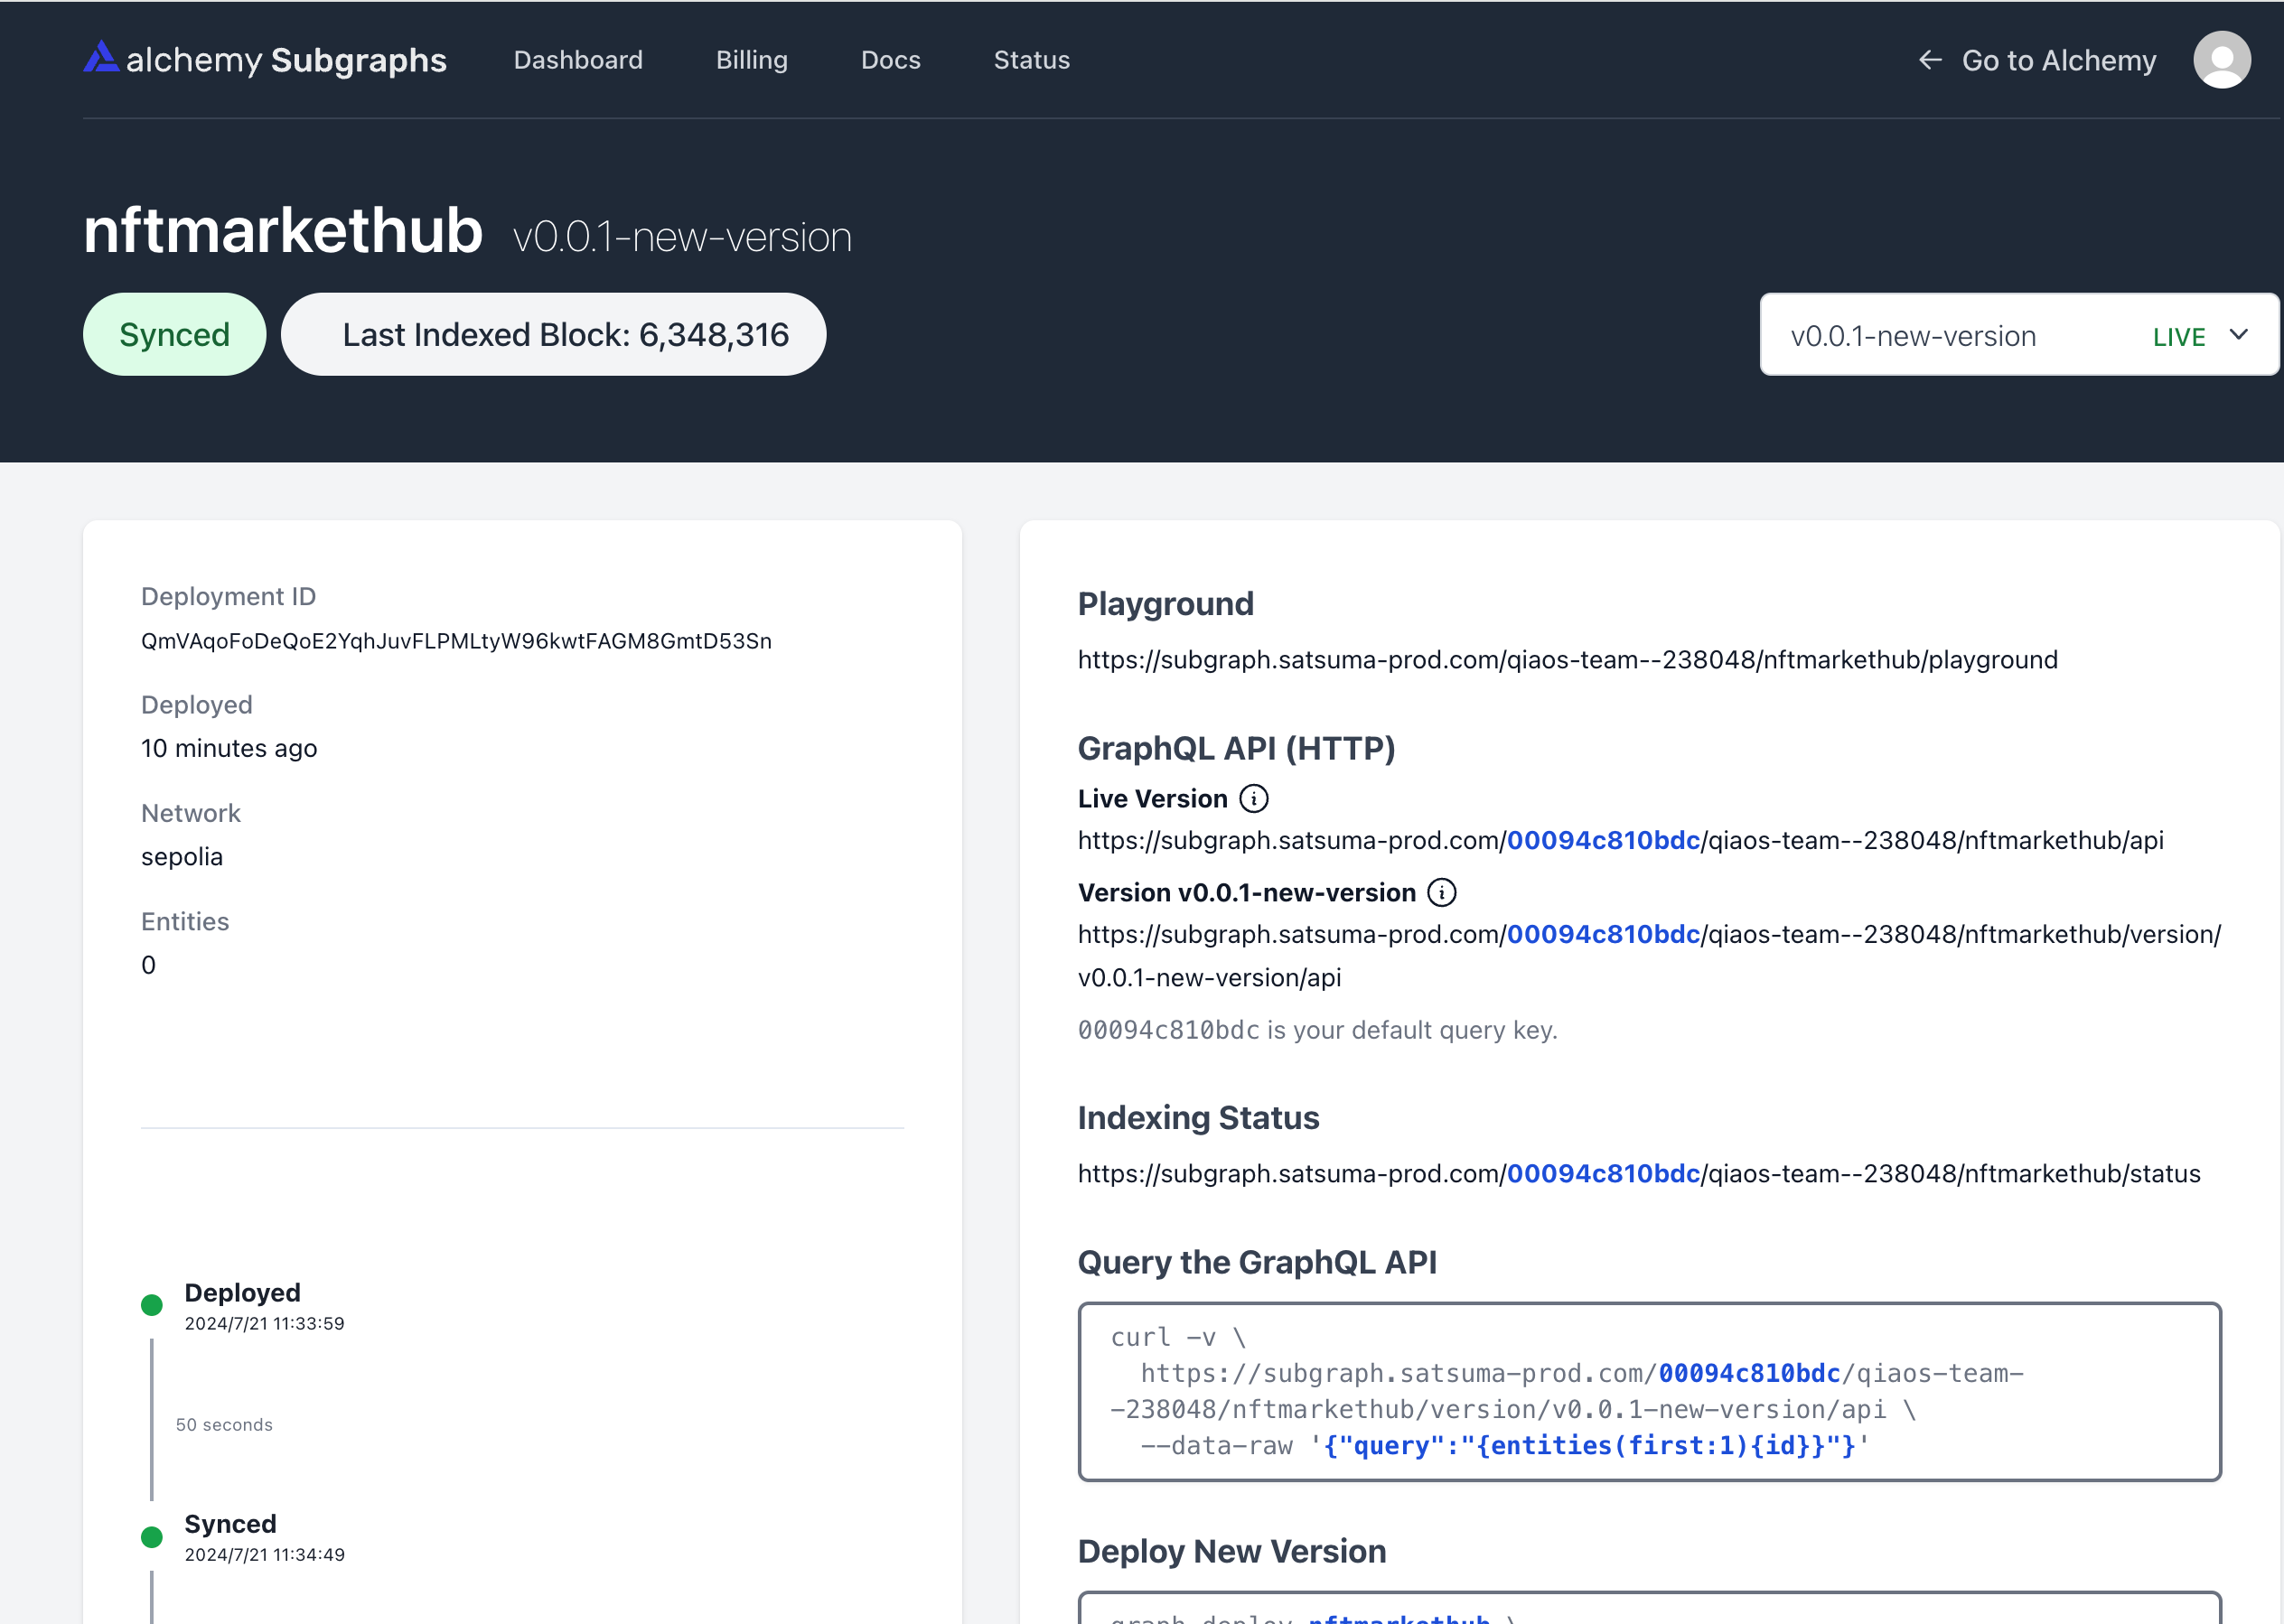 alchemy Subgraphs Dashboard Billing Docs Status ← Go to Alchemy
nftmarkethub v0.0.1-new-version
Synced Last Indexed Block: 6,348,316 v0.0.1-new-version LIVE
Deployment ID
QmVAqoFoDeQoE2YqhJuvFLPMLtyW96kwtFAGM8GmtD53Sn
Deployed
10 minutes ago
Network
sepolia
Entities
0
Deployed
2024/7/21 11:33:59
50 seconds
Synced
2024/7/21 11:34:49
Playground
https://subgraph.satsuma-prod.com/qiaos-team--238048/nftmarkethub/playground
GraphQL API (HTTP)
Live Version
https://subgraph.satsuma-prod.com/00094c810bdc/qiaos-team--238048/nftmarkethub/api
Version v0.0.1-new-version
https://subgraph.satsuma-prod.com/00094c810bdc/qiaos-team--238048/nftmarkethub/version/
v0.0.1-new-version/api
00094c810bdc is your default query key.
Indexing Status
https://subgraph.satsuma-prod.com/00094c810bdc/qiaos-team--238048/nftmarkethub/status
Query the GraphQL API
curl -v \
https://subgraph.satsuma-prod.com/00094c810bdc/qiaos-team-
-238048/nftmarkethub/version/v0.0.1-new-version/api \
--data-raw '{"query":"{entities(first:1){id}}"}'
Deploy New Version
graph deploy nftmarkethub \